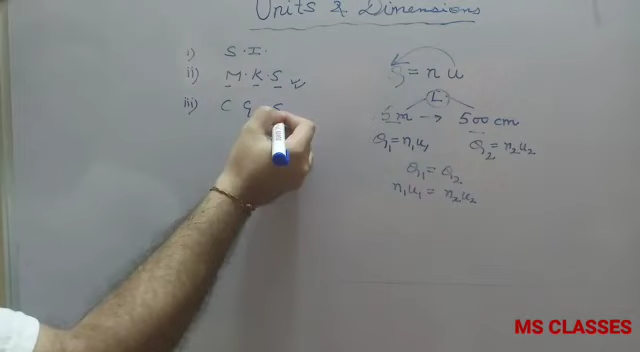 Units & Dimensions
i) S.I.
ii) M.K.S
iii) C G S
Q = n u
L
5m → 500 cm
Q₁ = n₁u₁ Q₂ = n₂u₂
Q₁ = Q₂
n₁u₁ = n₂u₂
MS CLASSES